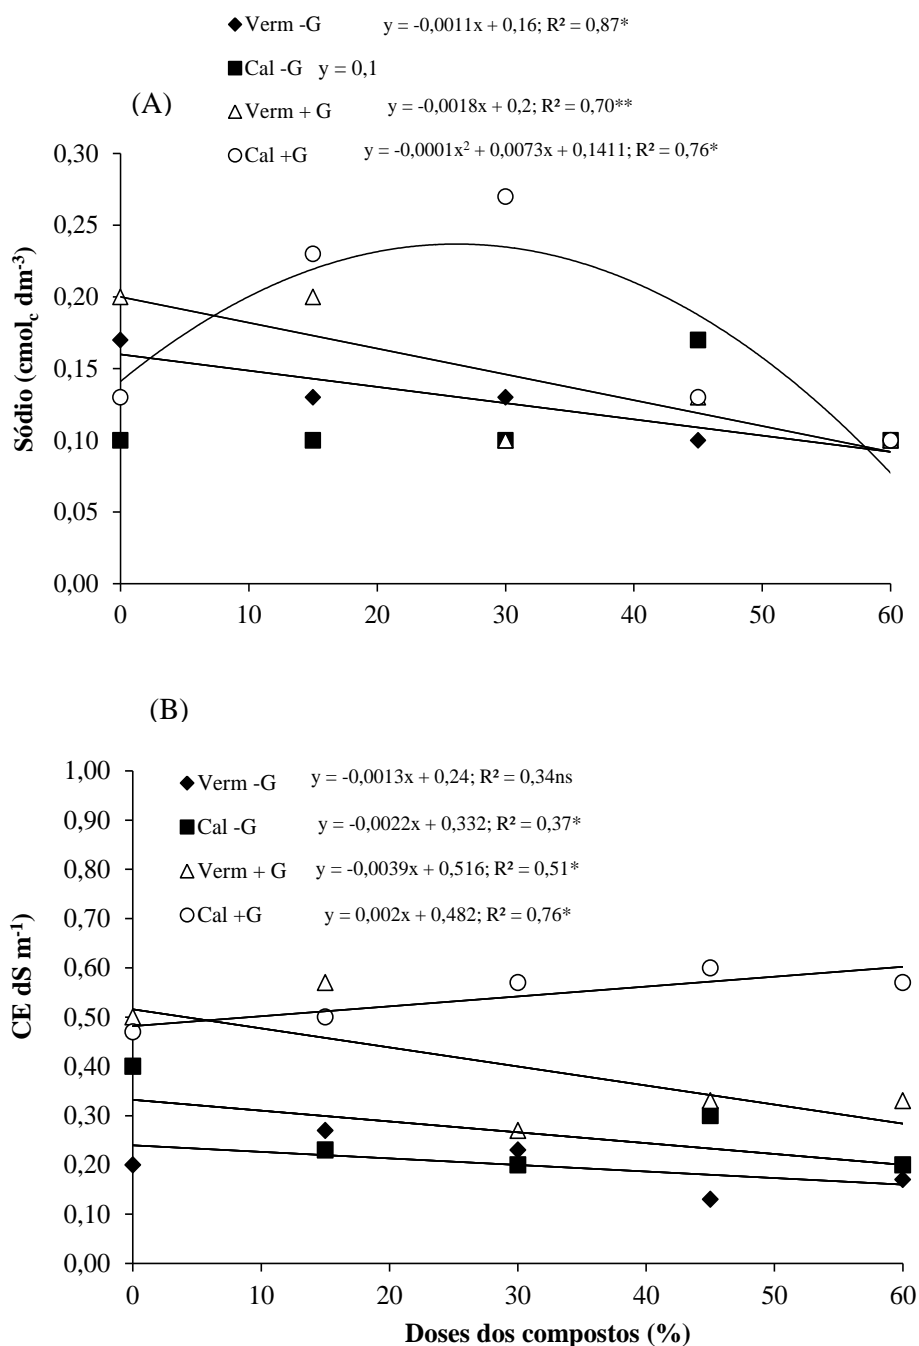 Verm -G y = -0,0011x + 0,16; R² = 0,87*
Cal -G y = 0,1
(A)
Verm + G y = -0,0018x + 0,2; R² = 0,70**
Cal +G y = -0,0001x² + 0,0073x + 0,1411; R² = 0,76*
0,30
0,25
0,20
0,15
0,10
0,05
0,00
Sódio (cmolc dm-3)
0 10 20 30 40 50 60
(B)
1,00
0,90
0,80
0,70
0,60
0,50
0,40
0,30
0,20
0,10
0,00
CE dS m-1)
Verm -G y = -0,0013x + 0,24; R² = 0,34ns
Cal -G y = -0,0022x + 0,332; R² = 0,37*
Verm + G y = -0,0039x + 0,516; R² = 0,51*
Cal +G y = 0,002x + 0,482; R² = 0,76*
0 10 20 30 40 50 60
Doses dos compostos (%)